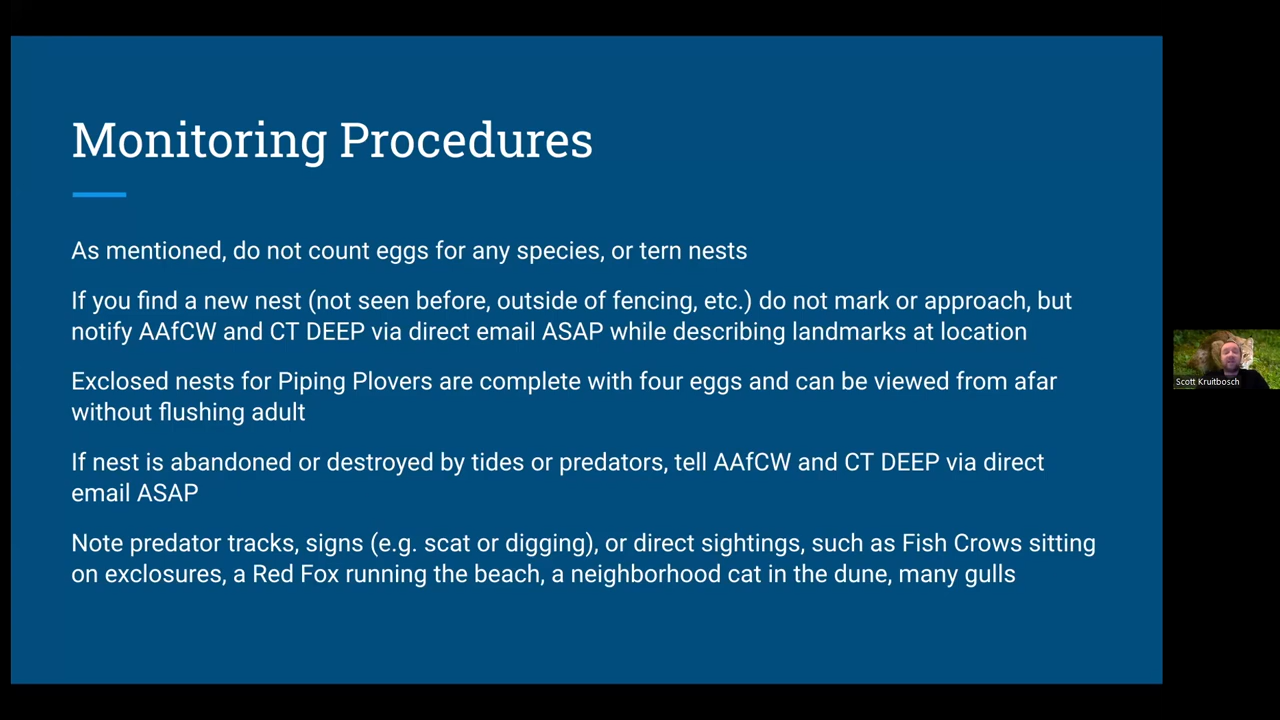 Monitoring Procedures
As mentioned, do not count eggs for any species, or tern nests
If you find a new nest (not seen before, outside of fencing, etc.) do not mark or approach, but
notify AAfCW and CT DEEP via direct email ASAP while describing landmarks at location
Exclosed nests for Piping Plovers are complete with four eggs and can be viewed from afar
without flushing adult
If nest is abandoned or destroyed by tides or predators, tell AAfCW and CT DEEP via direct
email ASAP
Note predator tracks, signs (e.g. scat or digging), or direct sightings, such as Fish Crows sitting
on exclosures, a Red Fox running the beach, a neighborhood cat in the dune, many gulls
Scott Kruitbosch